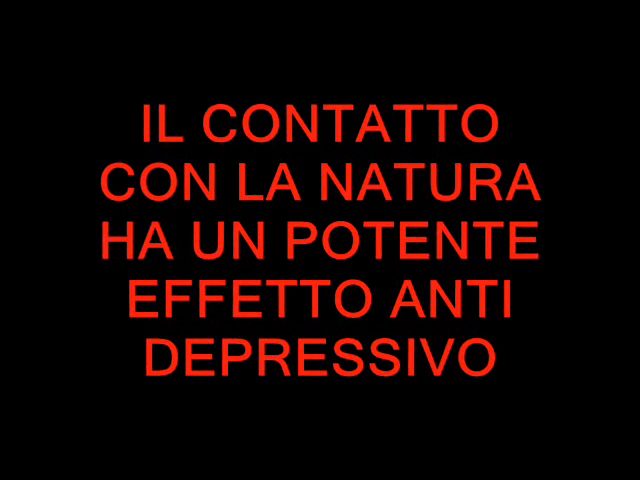 IL CONTATTO
CON LA NATURA
HA UN POTENTE
EFFETTO ANTI
DEPRESSIVO